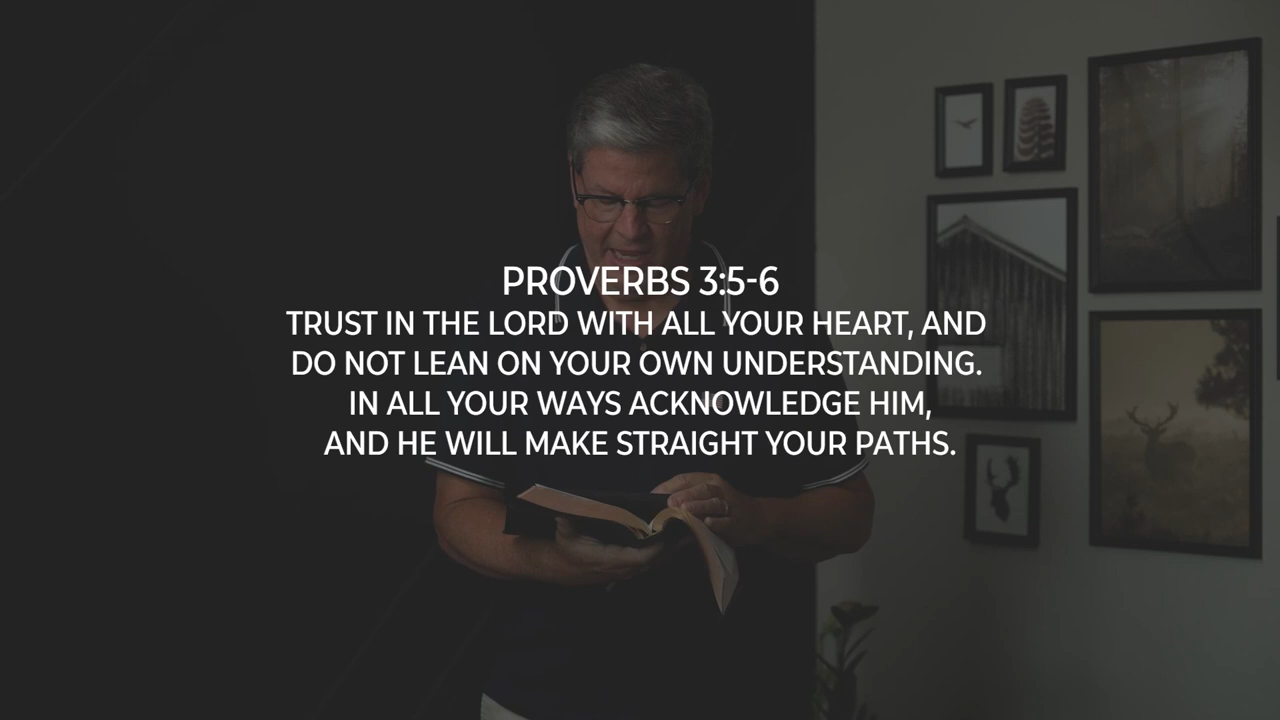 PROVERBS 3:5-6
TRUST IN THE LORD WITH ALL YOUR HEART, AND
DO NOT LEAN ON YOUR OWN UNDERSTANDING.
IN ALL YOUR WAYS ACKNOWLEDGE HIM,
AND HE WILL MAKE STRAIGHT YOUR PATHS.